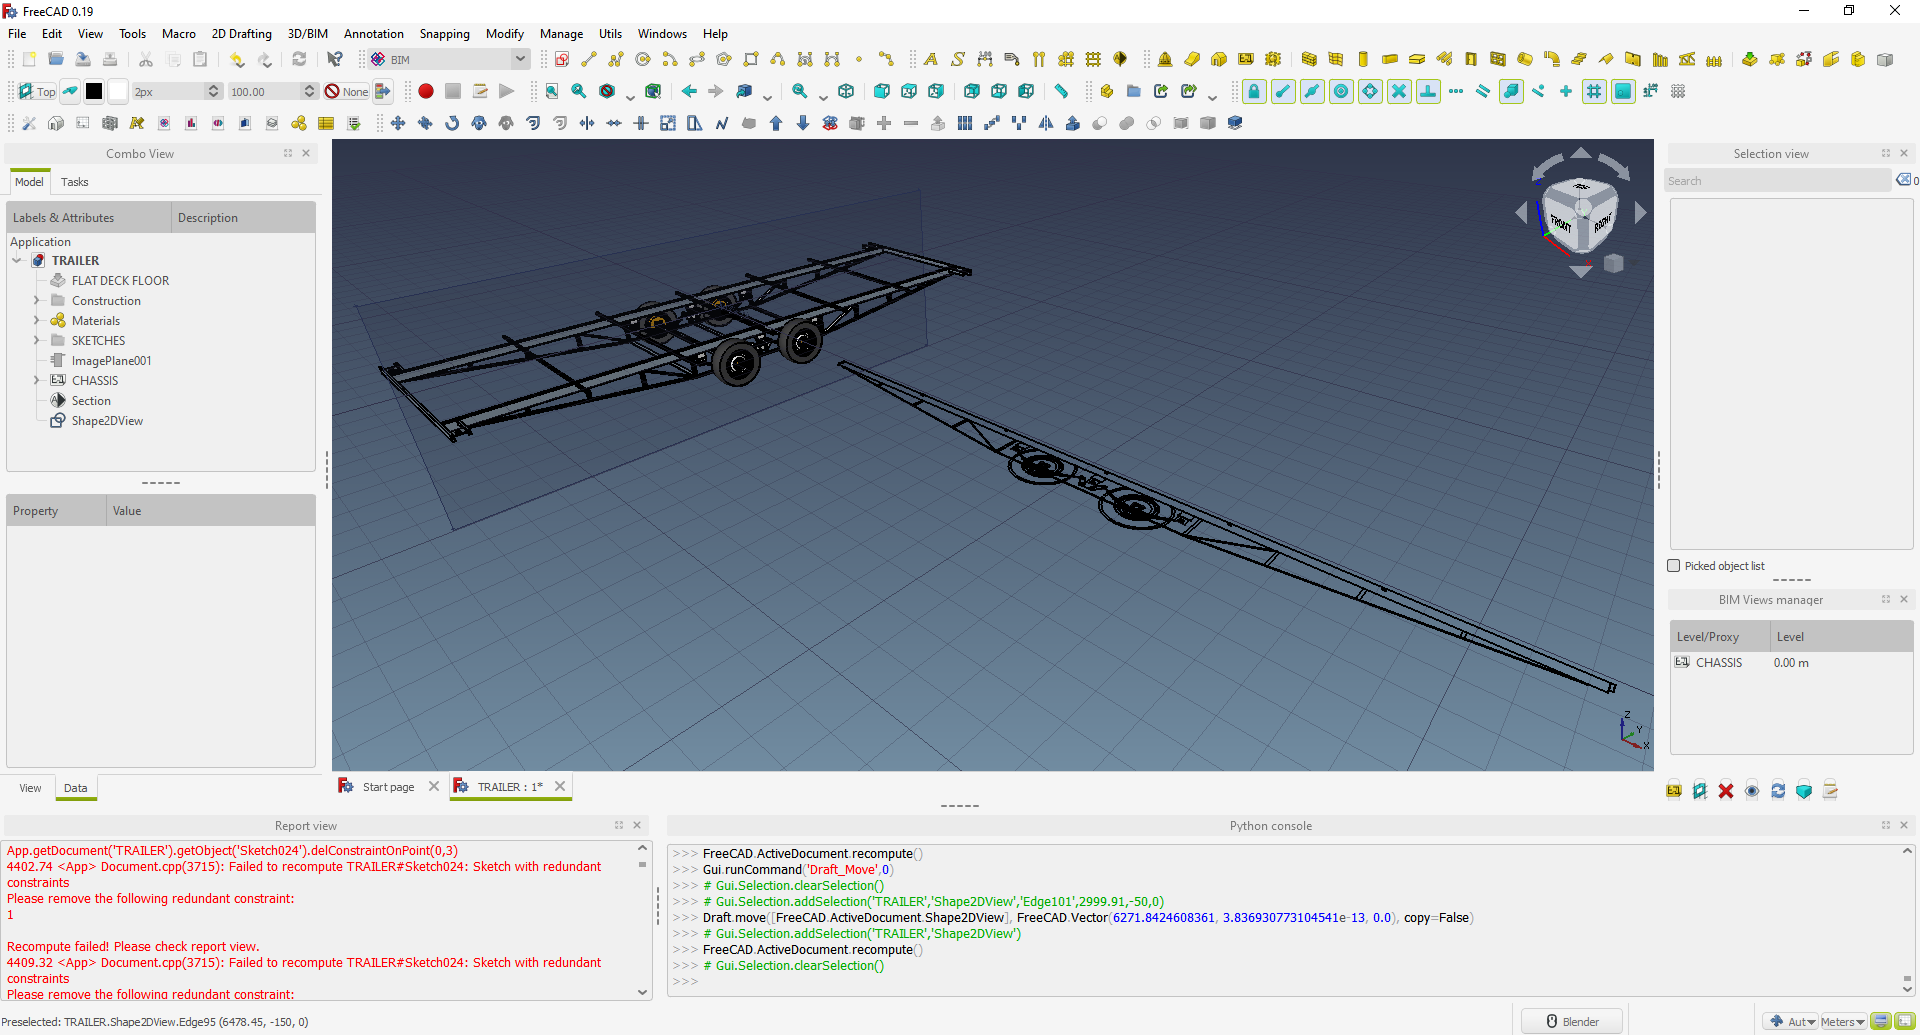 FreeCAD 0.19
File Edit View Tools Macro 2D Drafting 3D/BIM Annotation Snapping Modify Manage Utils Windows Help
BIM
Top 2px 100.00 None
Combo View
Model Tasks
Labels & Attributes Description
Application
TRAILER
FLAT DECK FLOOR
Construction
Materials
SKETCHES
ImagePlane001
CHASSIS
Section
Shape2DView
Property Value
View Data
FRONT RIGHT
Z
Z Y X
Start page TRAILER : 1*
Selection view
Search
0
Picked object list
BIM Views manager
Level/Proxy Level
CHASSIS 0.00 m
Report view
App.getDocument('TRAILER').getObject('Sketch024').delConstraintOnPoint(0,3)
4402.74 <App> Document.cpp(3715): Failed to recompute TRAILER#Sketch024: Sketch with redundant
constraints
Please remove the following redundant constraint:
1
Recompute failed! Please check report view.
4409.32 <App> Document.cpp(3715): Failed to recompute TRAILER#Sketch024: Sketch with redundant
constraints
Please remove the following redundant constraint:
Python console
>>> FreeCAD.ActiveDocument.recompute()
>>> Gui.runCommand('Draft_Move',0)
>>> # Gui.Selection.clearSelection()
>>> # Gui.Selection.addSelection('TRAILER','Shape2DView','Edge101',2999.91,-50,0)
>>> Draft.move([FreeCAD.ActiveDocument.Shape2DView], FreeCAD.Vector(6271.8424608361, 3.836930773104541e-13, 0.0), copy=False)
>>> # Gui.Selection.addSelection('TRAILER','Shape2DView')
>>> FreeCAD.ActiveDocument.recompute()
>>> # Gui.Selection.clearSelection()
>>>
Preselected: TRAILER.Shape2DView.Edge95 (6478.45, -150, 0)
Blender
Aut
Meters